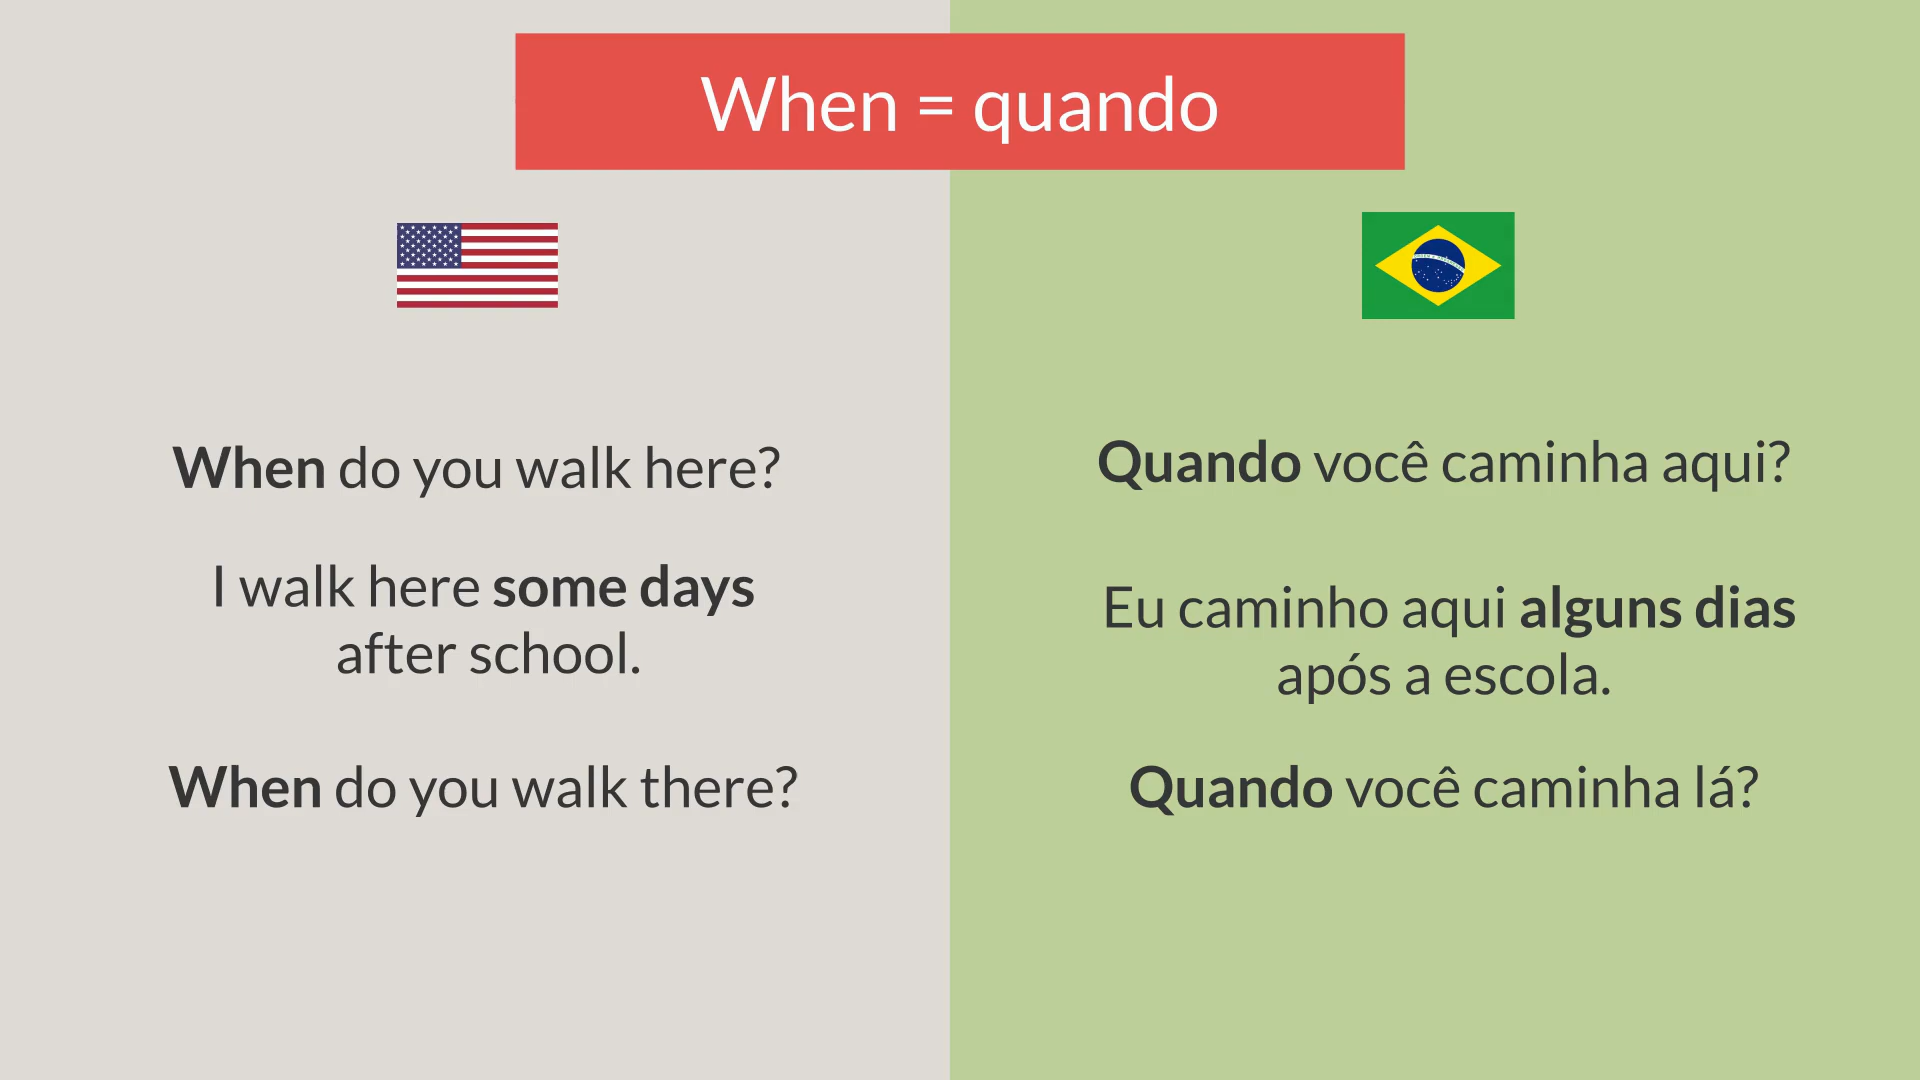 When = quando
When do you walk here?
I walk here some days
after school.
When do you walk there?
Quando você caminha aqui?
Eu caminho aqui alguns dias
após a escola.
Quando você caminha lá?